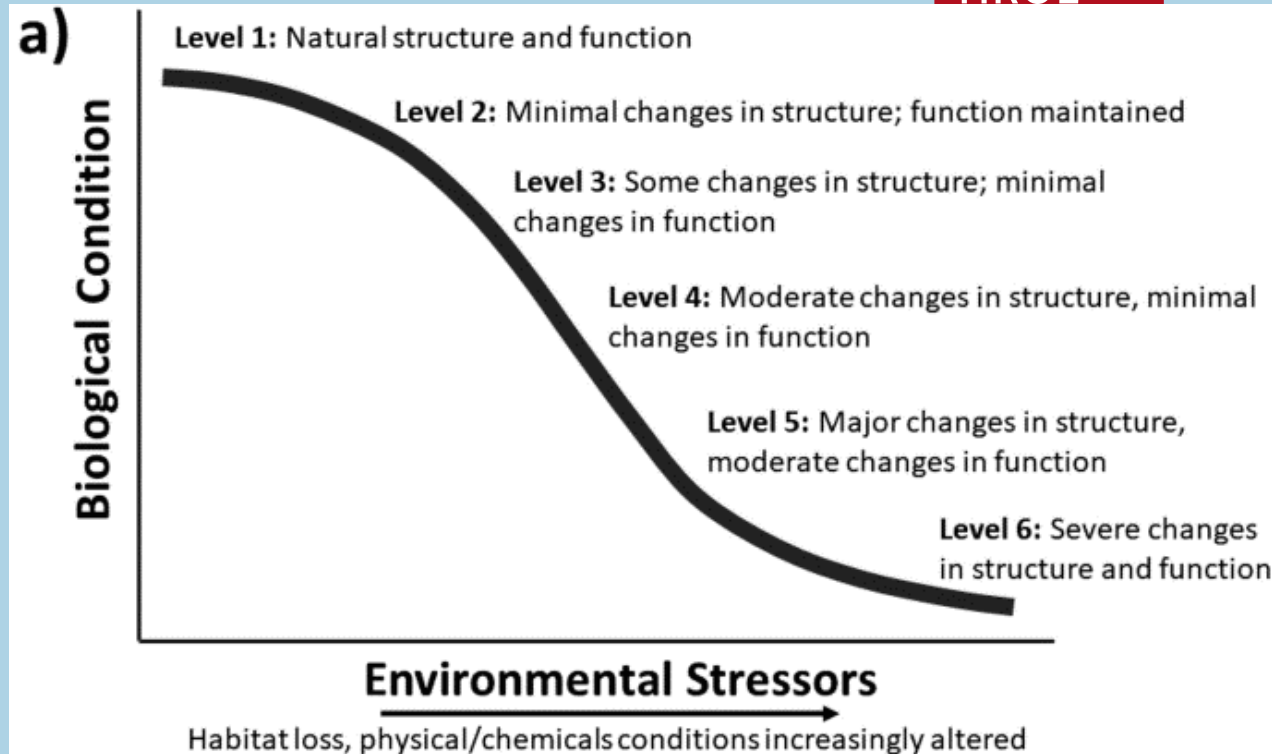 a)
Level 1: Natural structure and function
Level 2: Minimal changes in structure; function maintained
Level 3: Some changes in structure; minimal
changes in function
Level 4: Moderate changes in structure, minimal
changes in function
Level 5: Major changes in structure,
moderate changes in function
Level 6: Severe changes
in structure and function
Biological Condition
Environmental Stressors
Habitat loss, physical/chemicals conditions increasingly altered